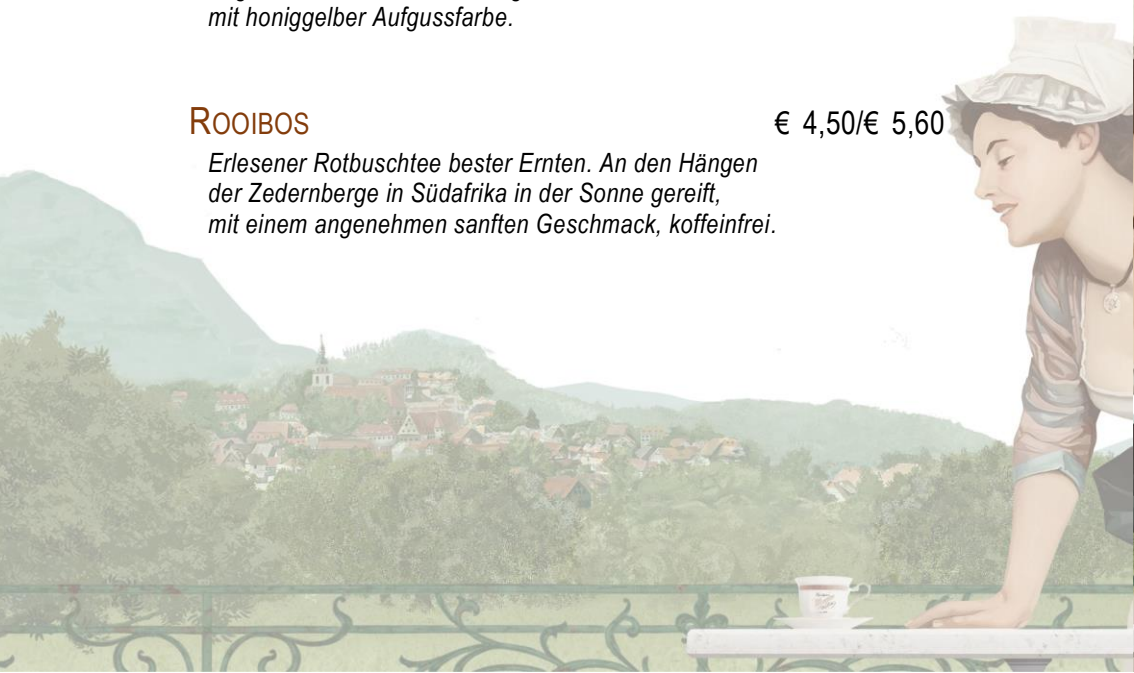 mit honiggelber Aufgussfarbe.
ROOIBOS € 4,50/€ 5,60
Erlesener Rotbuschtee bester Ernten. An den Hängen
der Zedernberge in Südafrika in der Sonne gereift,
mit einem angenehmen sanften Geschmack, koffeinfrei.